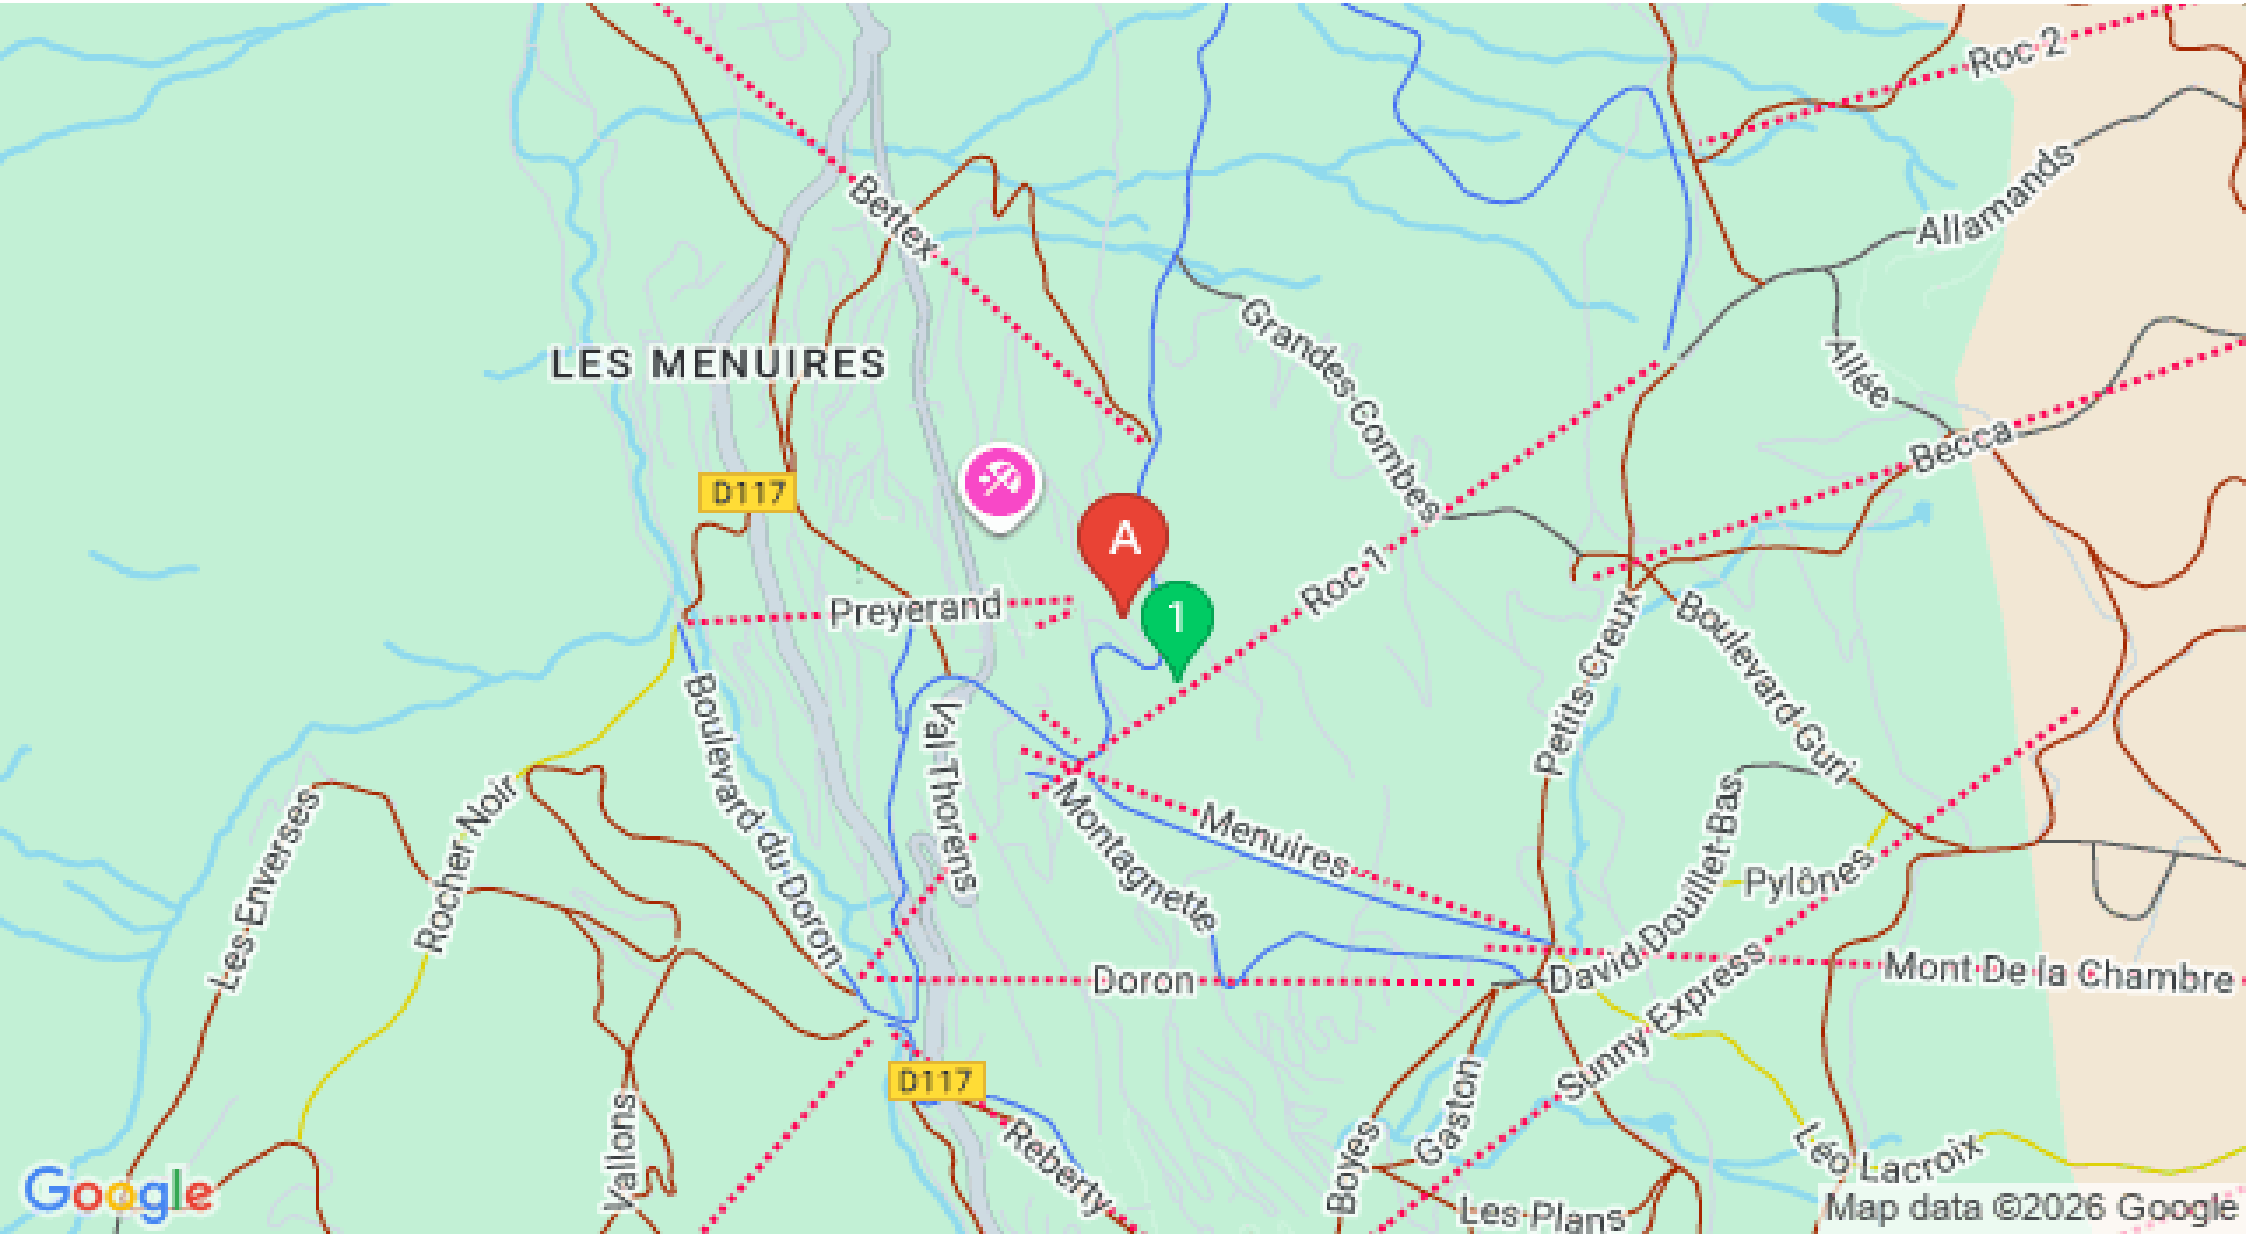 Roc 2
Allamands
Bettex
Grandes Combes
Allée
LES MENUIRES
Becca
D117
A
Roc 1
Preyerand
1
Petits Creux
Boulevard Guri
Boulevard du Doron
Val Thorens
Rocher Noir
Les Enverses
Montagnette
Menuires
David Douillet Bas
Pylônes
Doron
Mont De la Chambre
Sunny Express
D117
Gaston
Boyes
Vallons
Reberty
Léo Lacroix
Les Plans
Google
Map data ©2026 Google